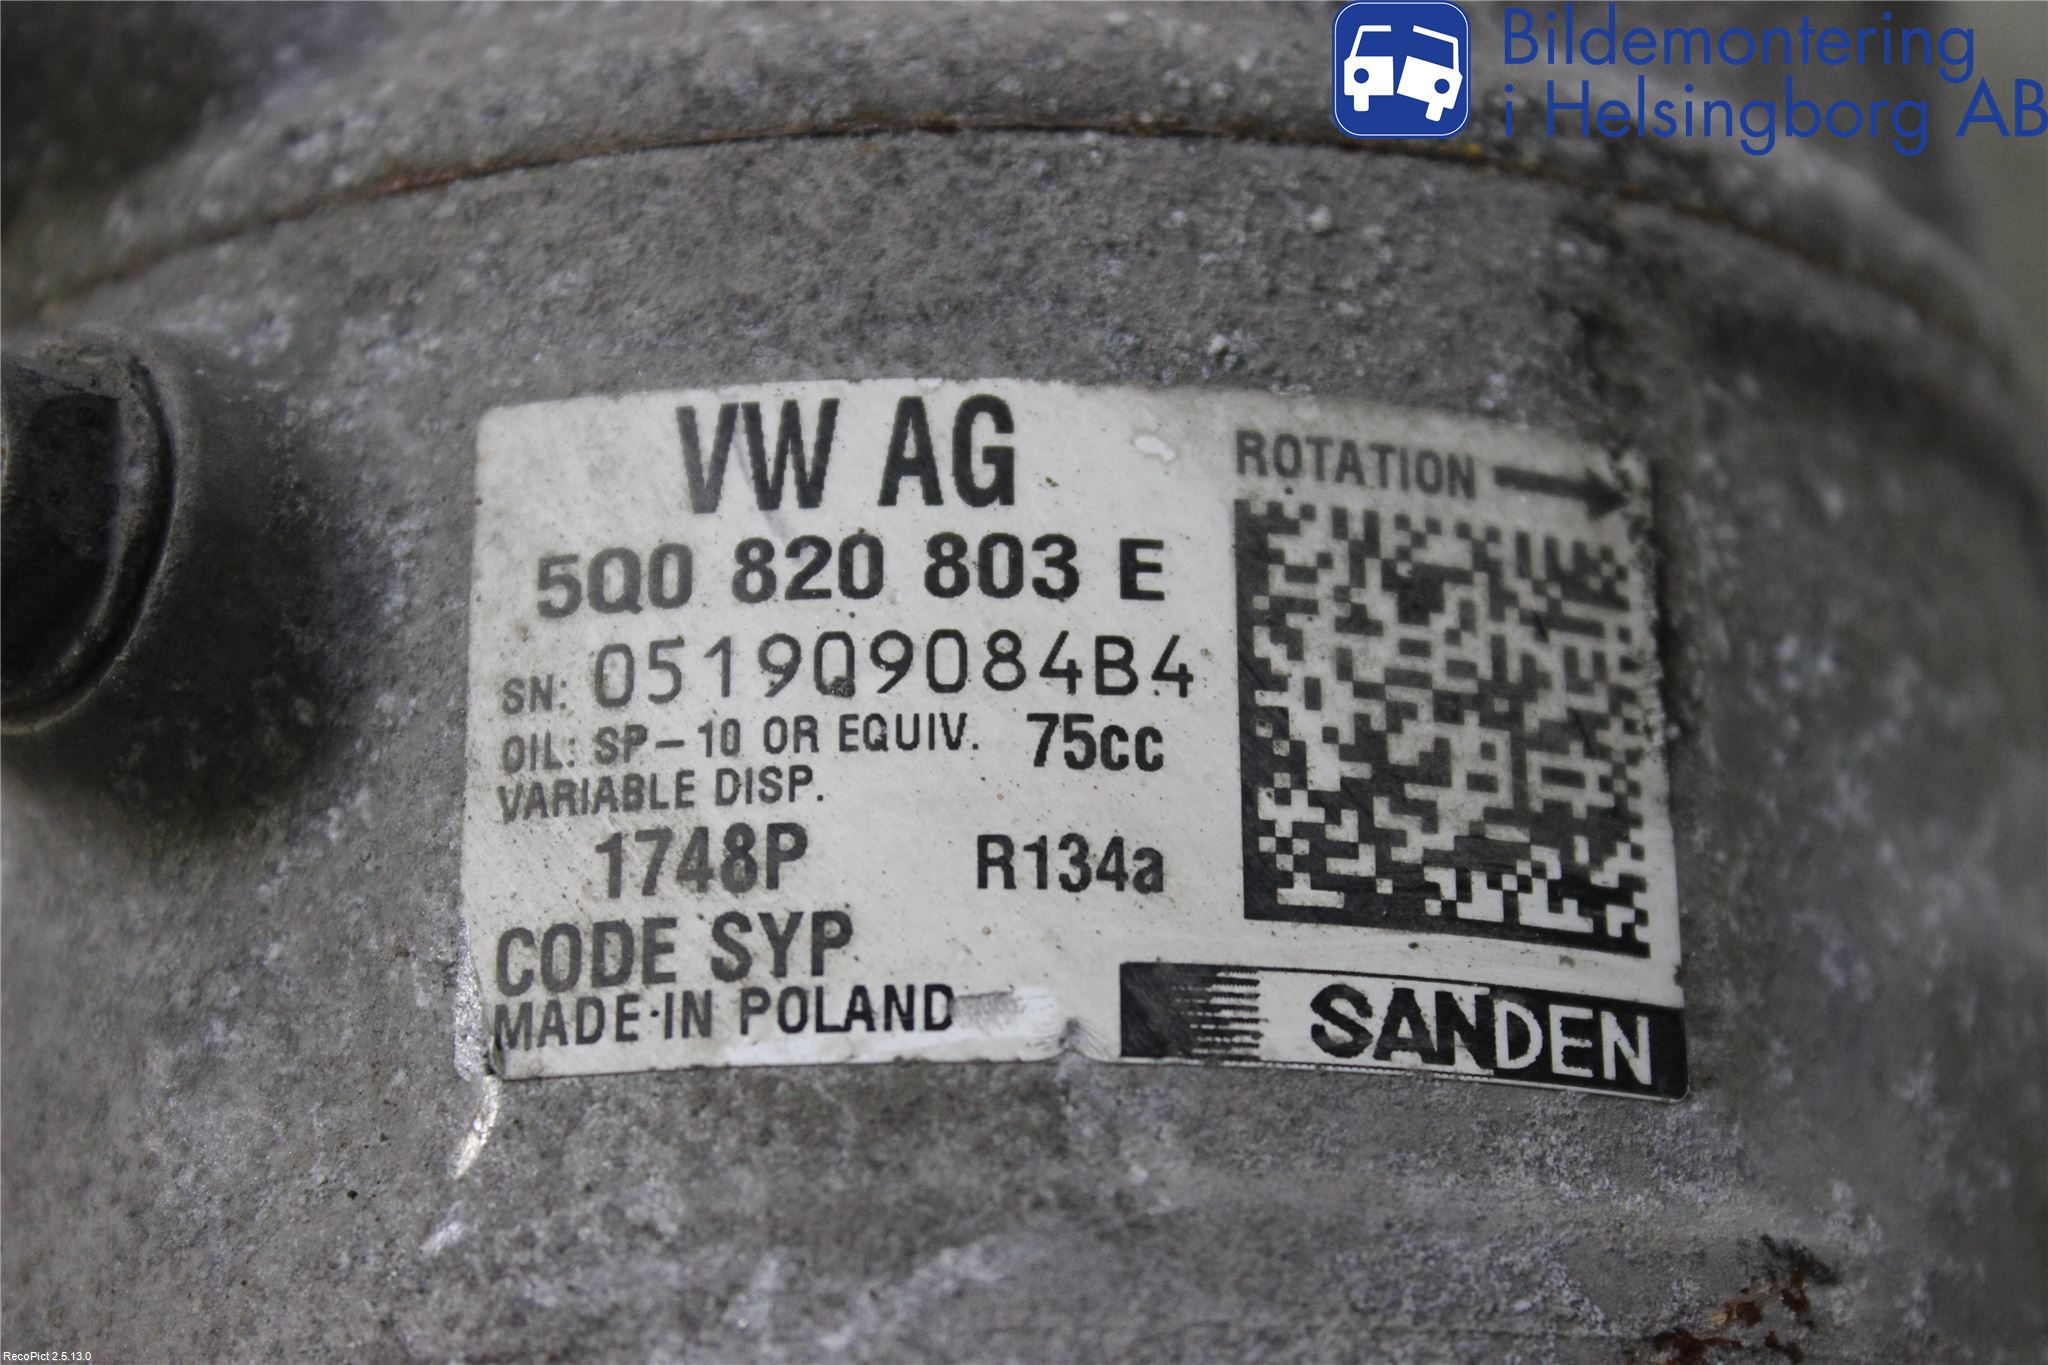 Bildemontering
i Helsingborg AB
VW AG
ROTATION
5Q0 820 803 E
SN: 051909084B4
OIL: SP-10 OR EQUIV. 75cc
VARIABLE DISP.
1748P R134a
CODE SYP
MADE IN POLAND
SANDEN
RecoPict 2.5.13.0